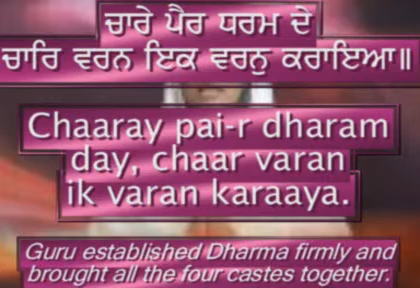 ਚਾਰੇ ਪੈਰ ਧਰਮ ਦੇ
ਚਾਰਿ ਵਰਨ ਇਕ ਵਰਨੁ ਕਰਾਇਆ॥
Chaaray pai-r dharam
day, chaar varan
ik varan karaaya.
Guru established Dharma firmly and
brought all the four castes together.